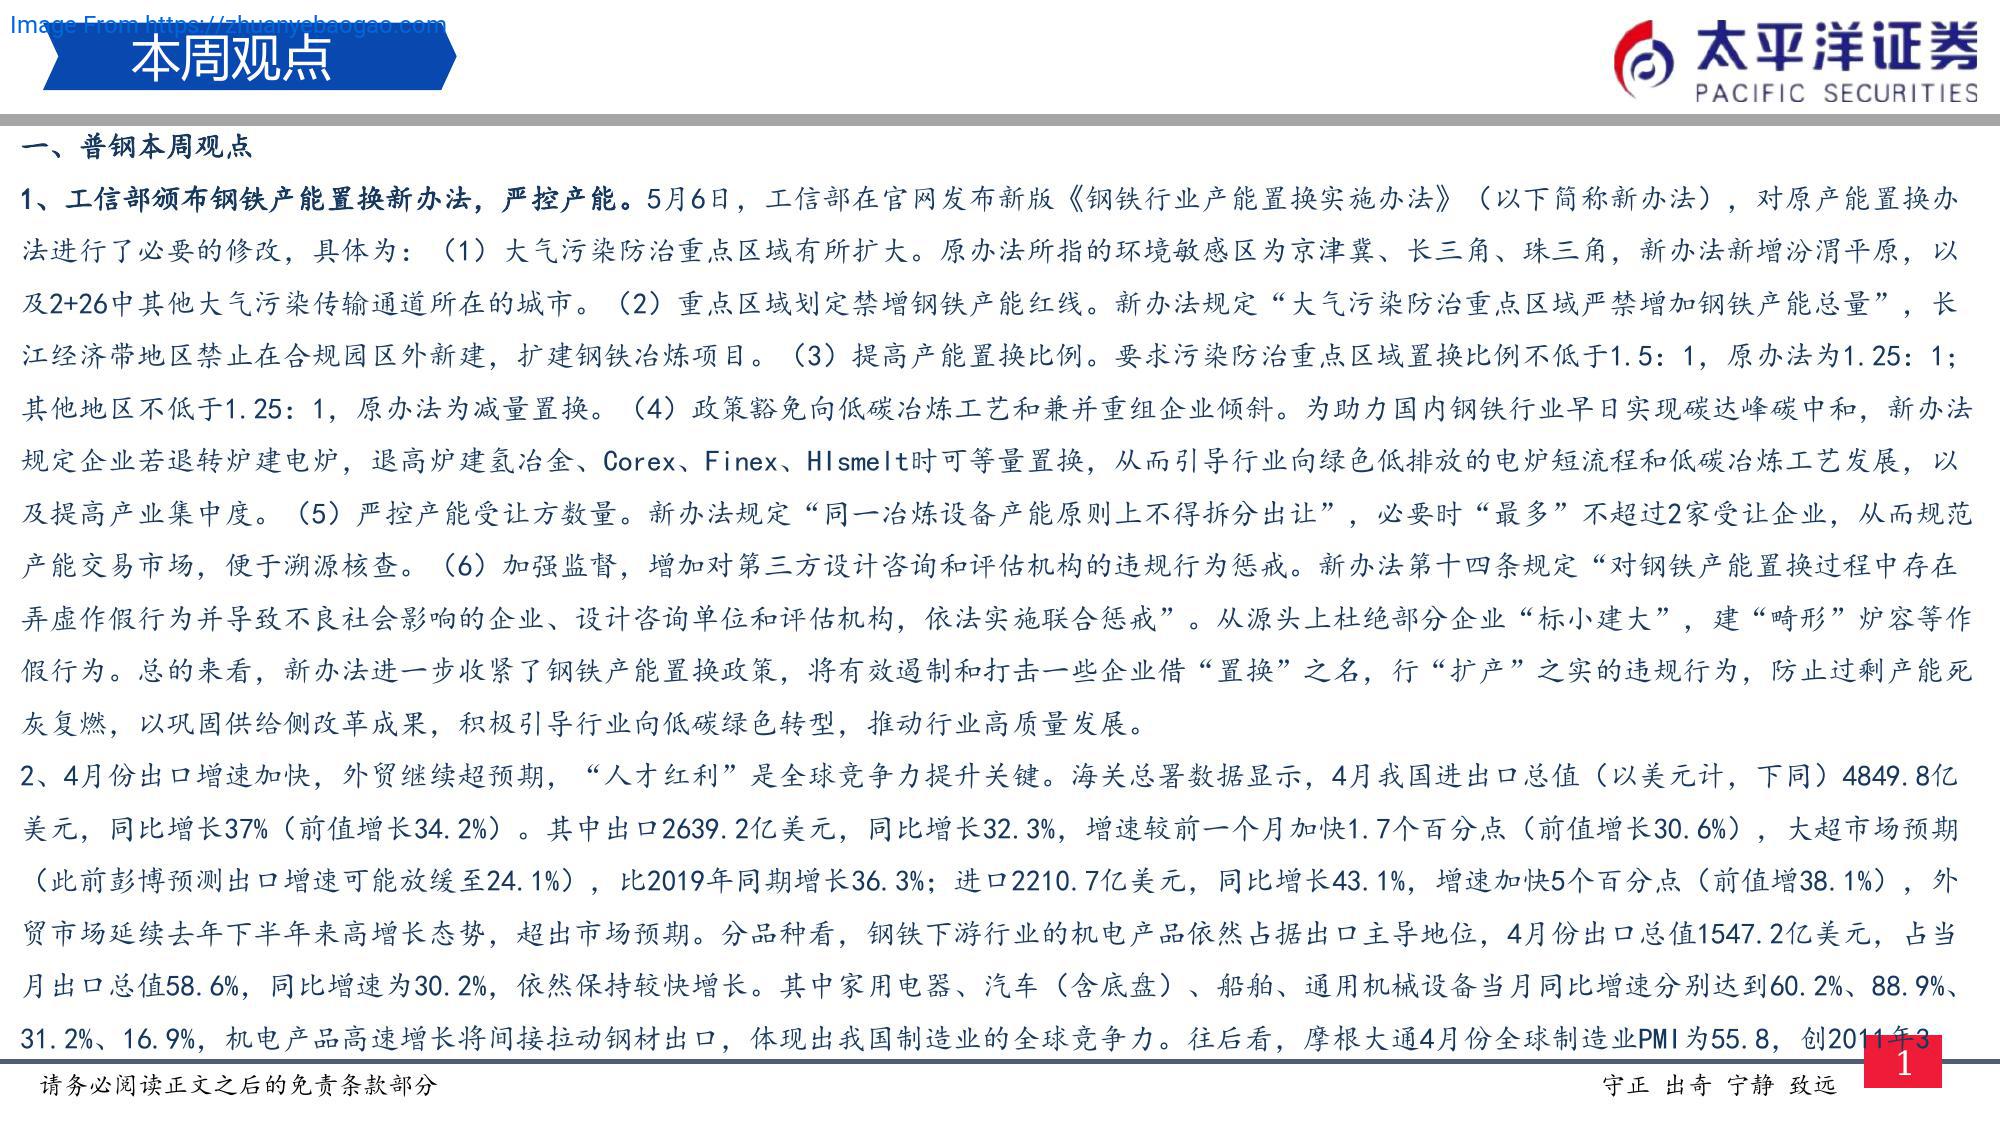 Image From https://zhuanyebaogao.com
本周观点
太平洋证券
PACIFIC SECURITIES
一、普钢本周观点
1、工信部颁布钢铁产能置换新办法，严控产能。5月6日，工信部在官网发布新版《钢铁行业产能置换实施办法》（以下简称新办法），对原产能置换办
法进行了必要的修改，具体为：（1）大气污染防治重点区域有所扩大。原办法所指的环境敏感区为京津冀、长三角、珠三角，新办法新增汾渭平原，以
及2+26中其他大气污染传输通道所在的城市。（2）重点区域划定禁增钢铁产能红线。新办法规定“大气污染防治重点区域严禁增加钢铁产能总量”，长
江经济带地区禁止在合规园区外新建，扩建钢铁冶炼项目。（3）提高产能置换比例。要求污染防治重点区域置换比例不低于1.5：1，原办法为1.25：1；
其他地区不低于1.25：1，原办法为减量置换。（4）政策豁免向低碳冶炼工艺和兼并重组企业倾斜。为助力国内钢铁行业早日实现碳达峰碳中和，新办法
规定企业若退转炉建电炉，退高炉建氢冶金、Corex、Finex、HIsmelt时可等量置换，从而引导行业向绿色低排放的电炉短流程和低碳冶炼工艺发展，以
及提高产业集中度。（5）严控产能受让方数量。新办法规定“同一冶炼设备产能原则上不得拆分出让”，必要时“最多”不超过2家受让企业，从而规范
产能交易市场，便于溯源核查。（6）加强监督，增加对第三方设计咨询和评估机构的违规行为惩戒。新办法第十四条规定“对钢铁产能置换过程中存在
弄虚作假行为并导致不良社会影响的企业、设计咨询单位和评估机构，依法实施联合惩戒”。从源头上杜绝部分企业“标小建大”，建“畸形”炉容等作
假行为。总的来看，新办法进一步收紧了钢铁产能置换政策，将有效遏制和打击一些企业借“置换”之名，行“扩产”之实的违规行为，防止过剩产能死
灰复燃，以巩固供给侧改革成果，积极引导行业向低碳绿色转型，推动行业高质量发展。
2、4月份出口增速加快，外贸继续超预期，“人才红利”是全球竞争力提升关键。海关总署数据显示，4月我国进出口总值（以美元计，下同）4849.8亿
美元，同比增长37%（前值增长34.2%）。其中出口2639.2亿美元，同比增长32.3%，增速较前一个月加快1.7个百分点（前值增长30.6%），大超市场预期
（此前彭博预测出口增速可能放缓至24.1%），比2019年同期增长36.3%；进口2210.7亿美元，同比增长43.1%，增速加快5个百分点（前值增38.1%），外
贸市场延续去年下半年来高增长态势，超出市场预期。分品种看，钢铁下游行业的机电产品依然占据出口主导地位，4月份出口总值1547.2亿美元，占当
月出口总值58.6%，同比增速为30.2%，依然保持较快增长。其中家用电器、汽车（含底盘）、船舶、通用机械设备当月同比增速分别达到60.2%、88.9%、
31.2%、16.9%，机电产品高速增长将间接拉动钢材出口，体现出我国制造业的全球竞争力。往后看，摩根大通4月份全球制造业PMI为55.8，创2011年3
请务必阅读正文之后的免责条款部分
守正 出奇 宁静 致远
1